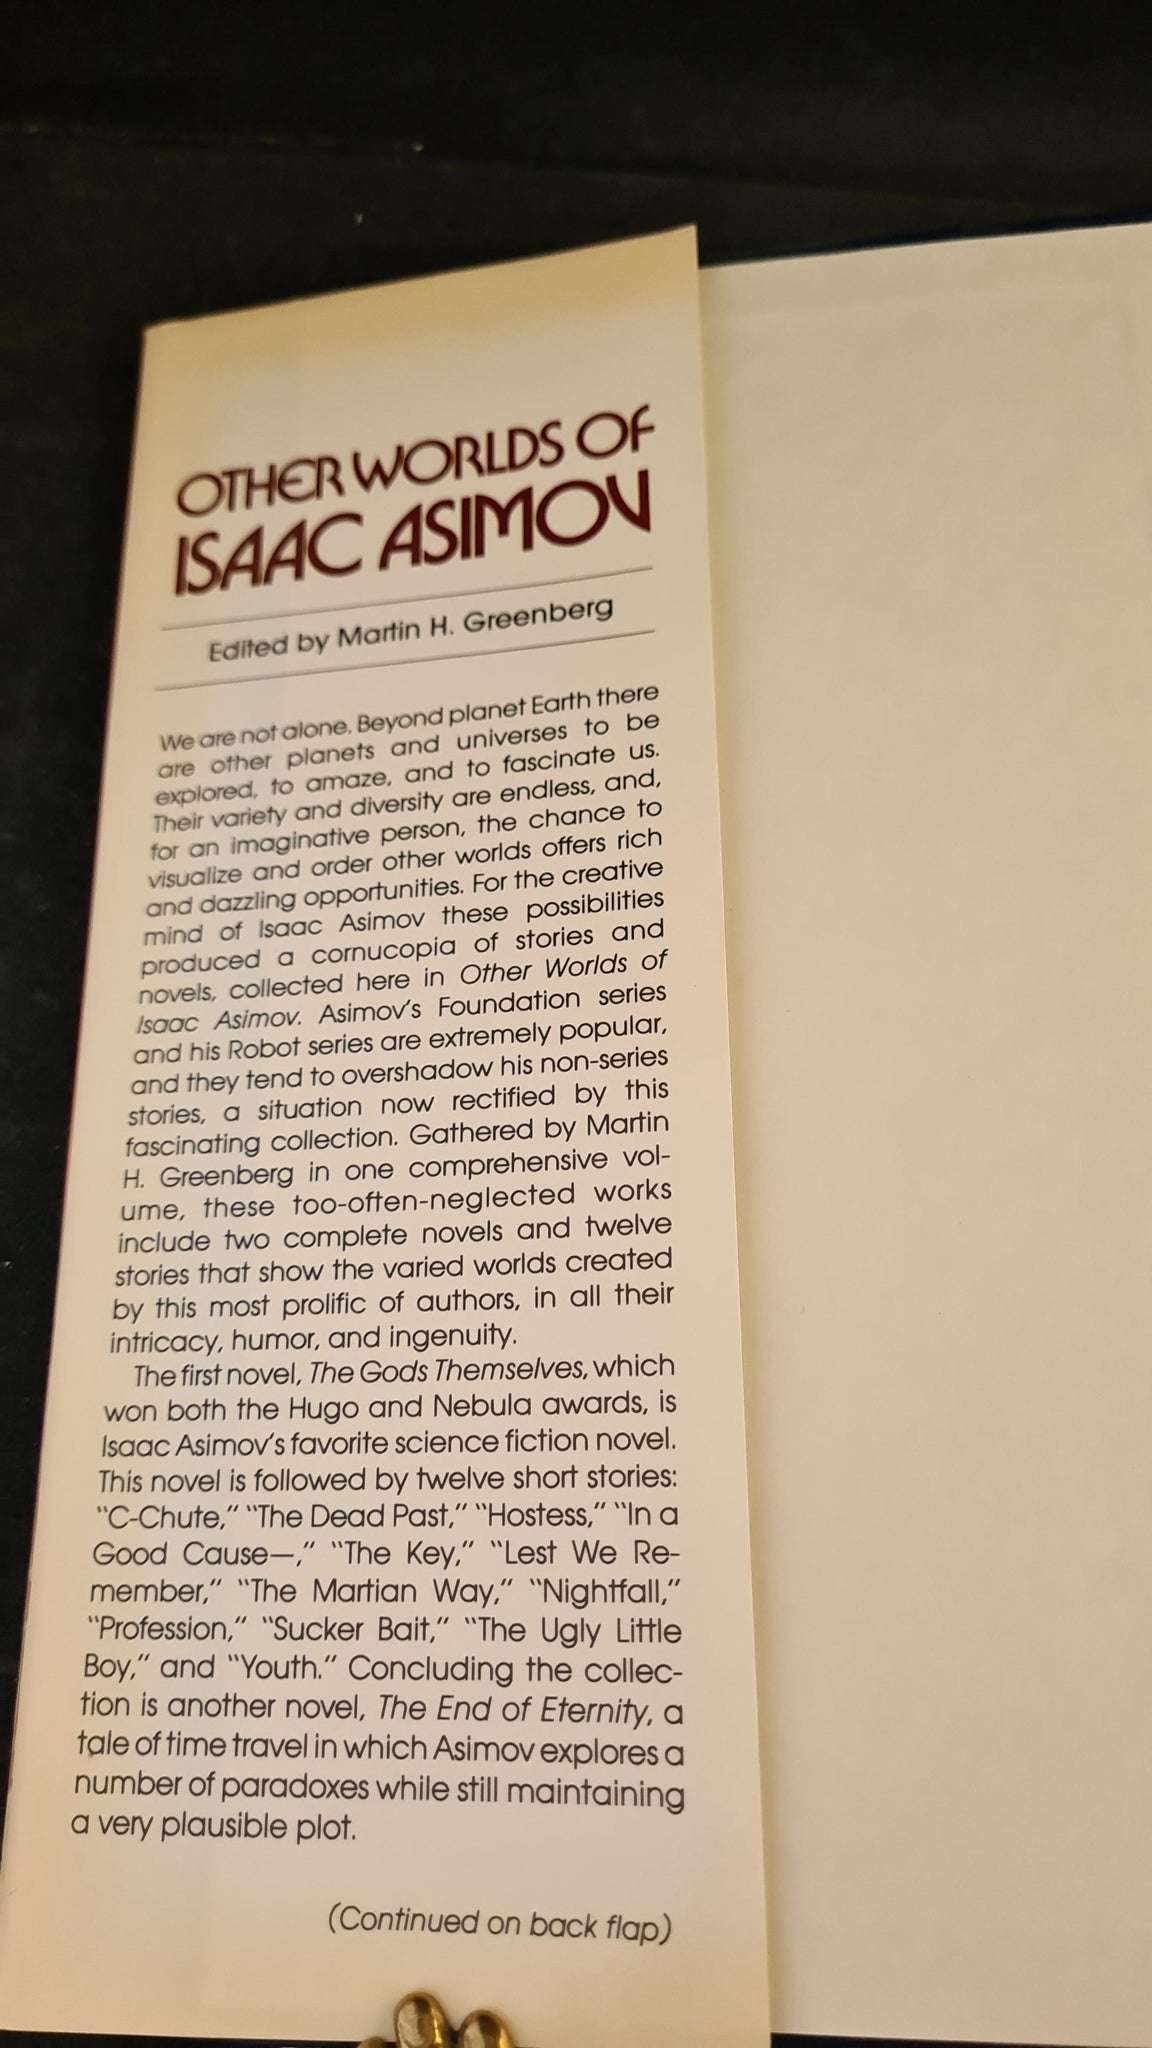 OTHER WORLDS OF
ISAAC ASIMOV
Edited by Martin H. Greenberg
We are not alone. Beyond planet Earth there
are other planets and universes to be
explored, to amaze, and to fascinate us.
Their variety and diversity are endless, and,
for an imaginative person, the chance to
visualize and order other worlds offers rich
and dazzling opportunities. For the creative
mind of Isaac Asimov these possibilities
produced a cornucopia of stories and
novels, collected here in Other Worlds of
Isaac Asimov. Asimov's Foundation series
and his Robot series are extremely popular,
and they tend to overshadow his non-series
stories, a situation now rectified by this
fascinating collection. Gathered by Martin
H. Greenberg in one comprehensive vol-
ume, these too-often-neglected works
include two complete novels and twelve
stories that show the varied worlds created
by this most prolific of authors, in all their
intricacy, humor, and ingenuity.
The first novel, The Gods Themselves, which
won both the Hugo and Nebula awards, is
Isaac Asimov's favorite science fiction novel.
This novel is followed by twelve short stories:
"C-Chute," "The Dead Past," "Hostess," "In a
Good Cause—," "The Key," "Lest We Re-
member," "The Martian Way," "Nightfall,"
"Profession," "Sucker Bait," "The Ugly Little
Boy," and "Youth." Concluding the collec-
tion is another novel, The End of Eternity, a
tale of time travel in which Asimov explores a
number of paradoxes while still maintaining
a very plausible plot.
(Continued on back flap)